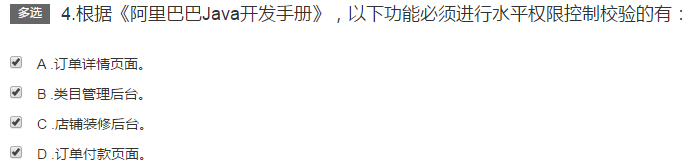 多选 4.根据《阿里巴巴Java开发手册》，以下功能必须进行水平权限控制校验的有：
A .订单详情页面。
B .类目管理后台。
C .店铺装修后台。
D .订单付款页面。